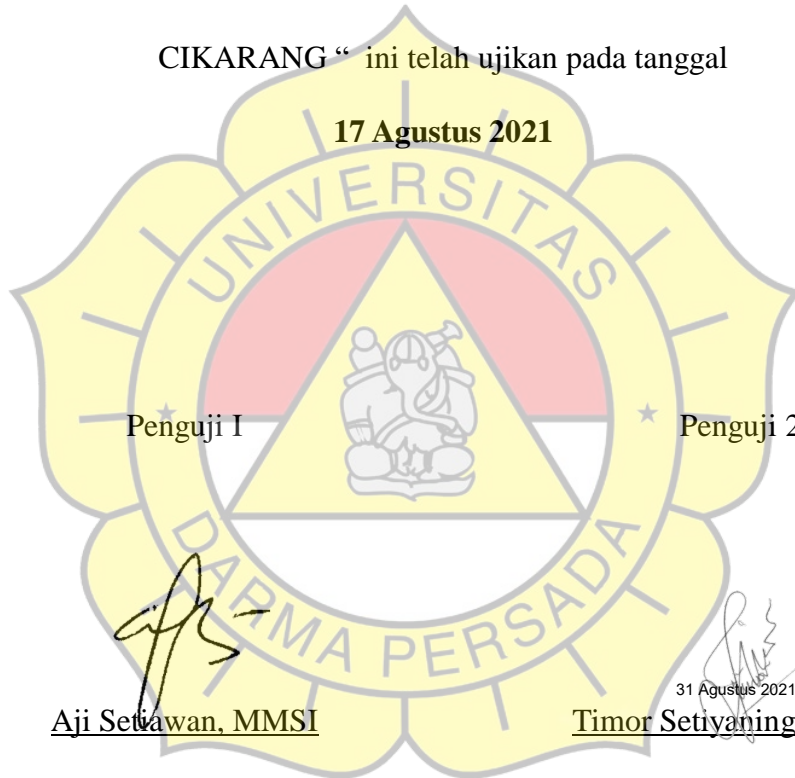 CIKARANG “ ini telah ujikan pada tanggal
17 Agustus 2021
UNIVERSITAS
Penguji I Penguji 2
DARMA PERSADA
31 Agustus 2021
Aji Setiawan, MMSI Timor Setiyaning